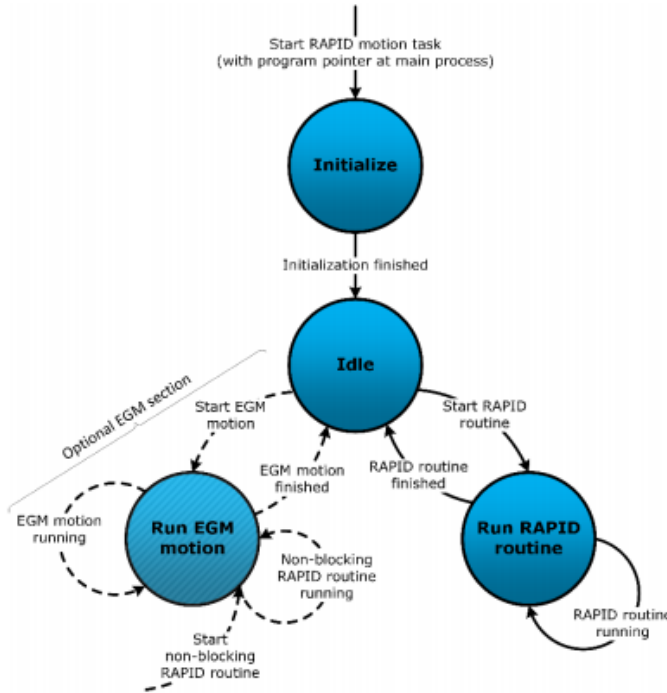 Start RAPID motion task
(with program pointer at main process)
Initialize
Initialization finished
Idle
Optional EGM section
Start EGM
motion
Start RAPID
routine
EGM motion
finished
RAPID routine
finished
EGM motion
running
Run EGM
motion
Non-blocking
RAPID routine
running
Run RAPID
routine
RAPID routine
running
Start
non-blocking
RAPID routine